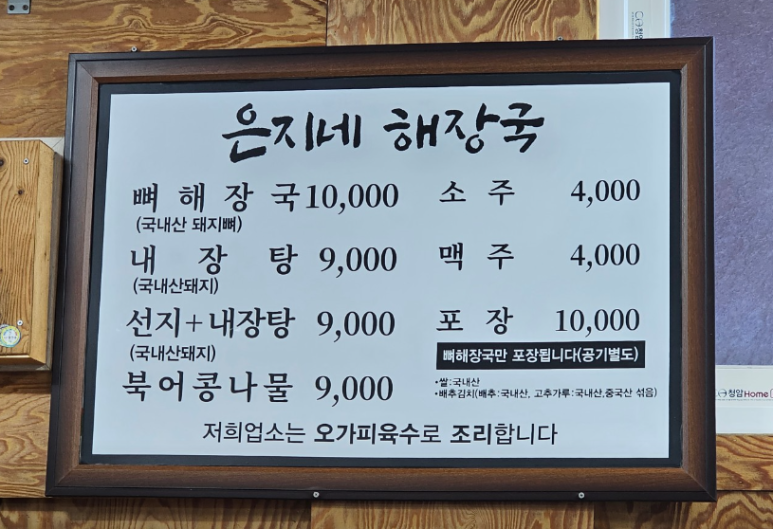 은지네 해장국
뼈해장국 10,000
(국내산 돼지뼈)
내장탕 9,000
(국내산돼지)
선지+내장탕 9,000
(국내산돼지)
북어콩나물 9,000
소주 4,000
맥주 4,000
포장 10,000
뼈해장국만 포장됩니다(공기별도)
•쌀:국내산
•배추김치(배추:국내산, 고추가루:국내산,중국산 섞음)
저희업소는 오가피육수로 조리합니다
청암Home